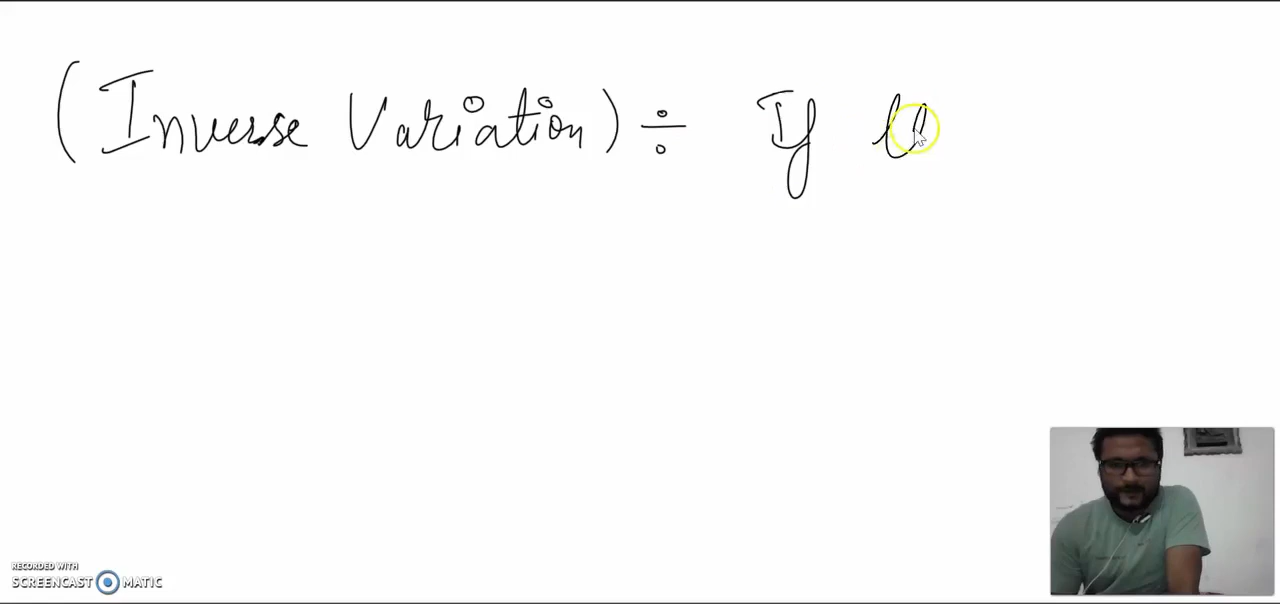 (Inverse Variation) ÷ If
RECORDED WITH
SCREENCAST MATIC